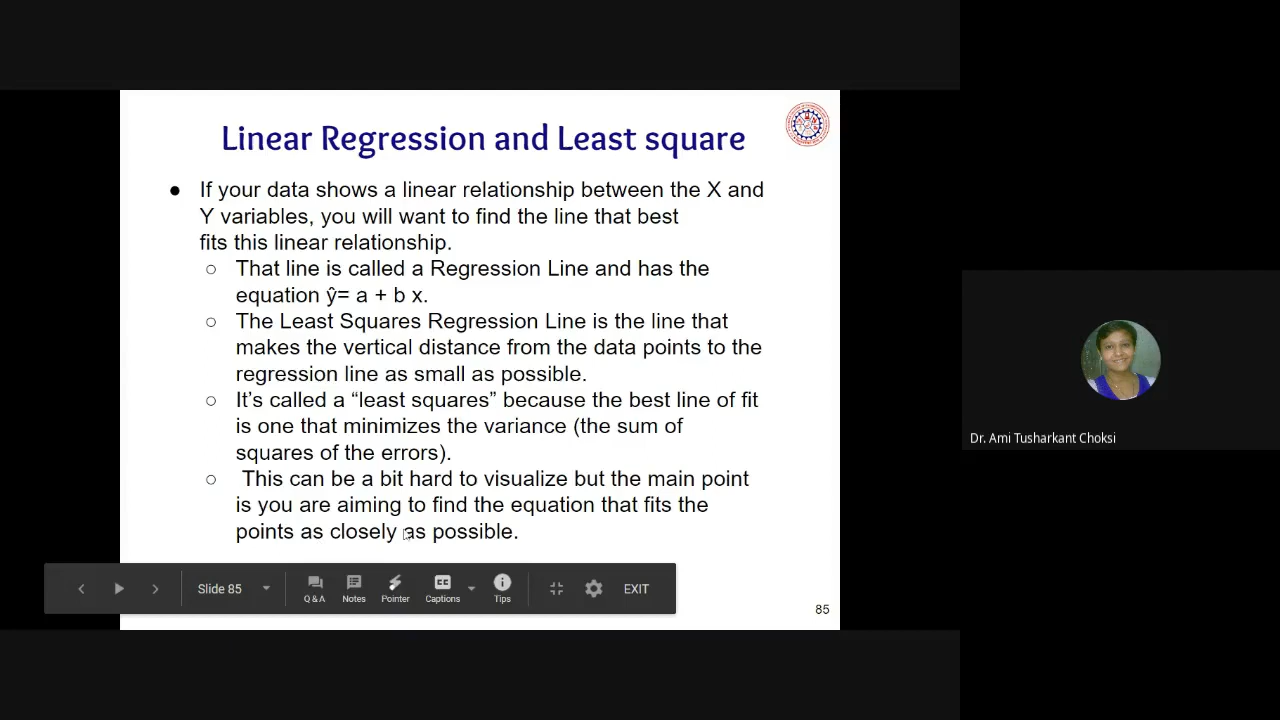 Linear Regression and Least square
● If your data shows a linear relationship between the X and
Y variables, you will want to find the line that best
fits this linear relationship.
○ That line is called a Regression Line and has the
equation ŷ= a + b x.
○ The Least Squares Regression Line is the line that
makes the vertical distance from the data points to the
regression line as small as possible.
○ It’s called a “least squares” because the best line of fit
is one that minimizes the variance (the sum of
squares of the errors).
○ This can be a bit hard to visualize but the main point
is you are aiming to find the equation that fits the
points as closely as possible.
Slide 85
Q & A
Notes
Pointer
Captions
Tips
EXIT
85
Dr. Ami Tusharkant Choksi